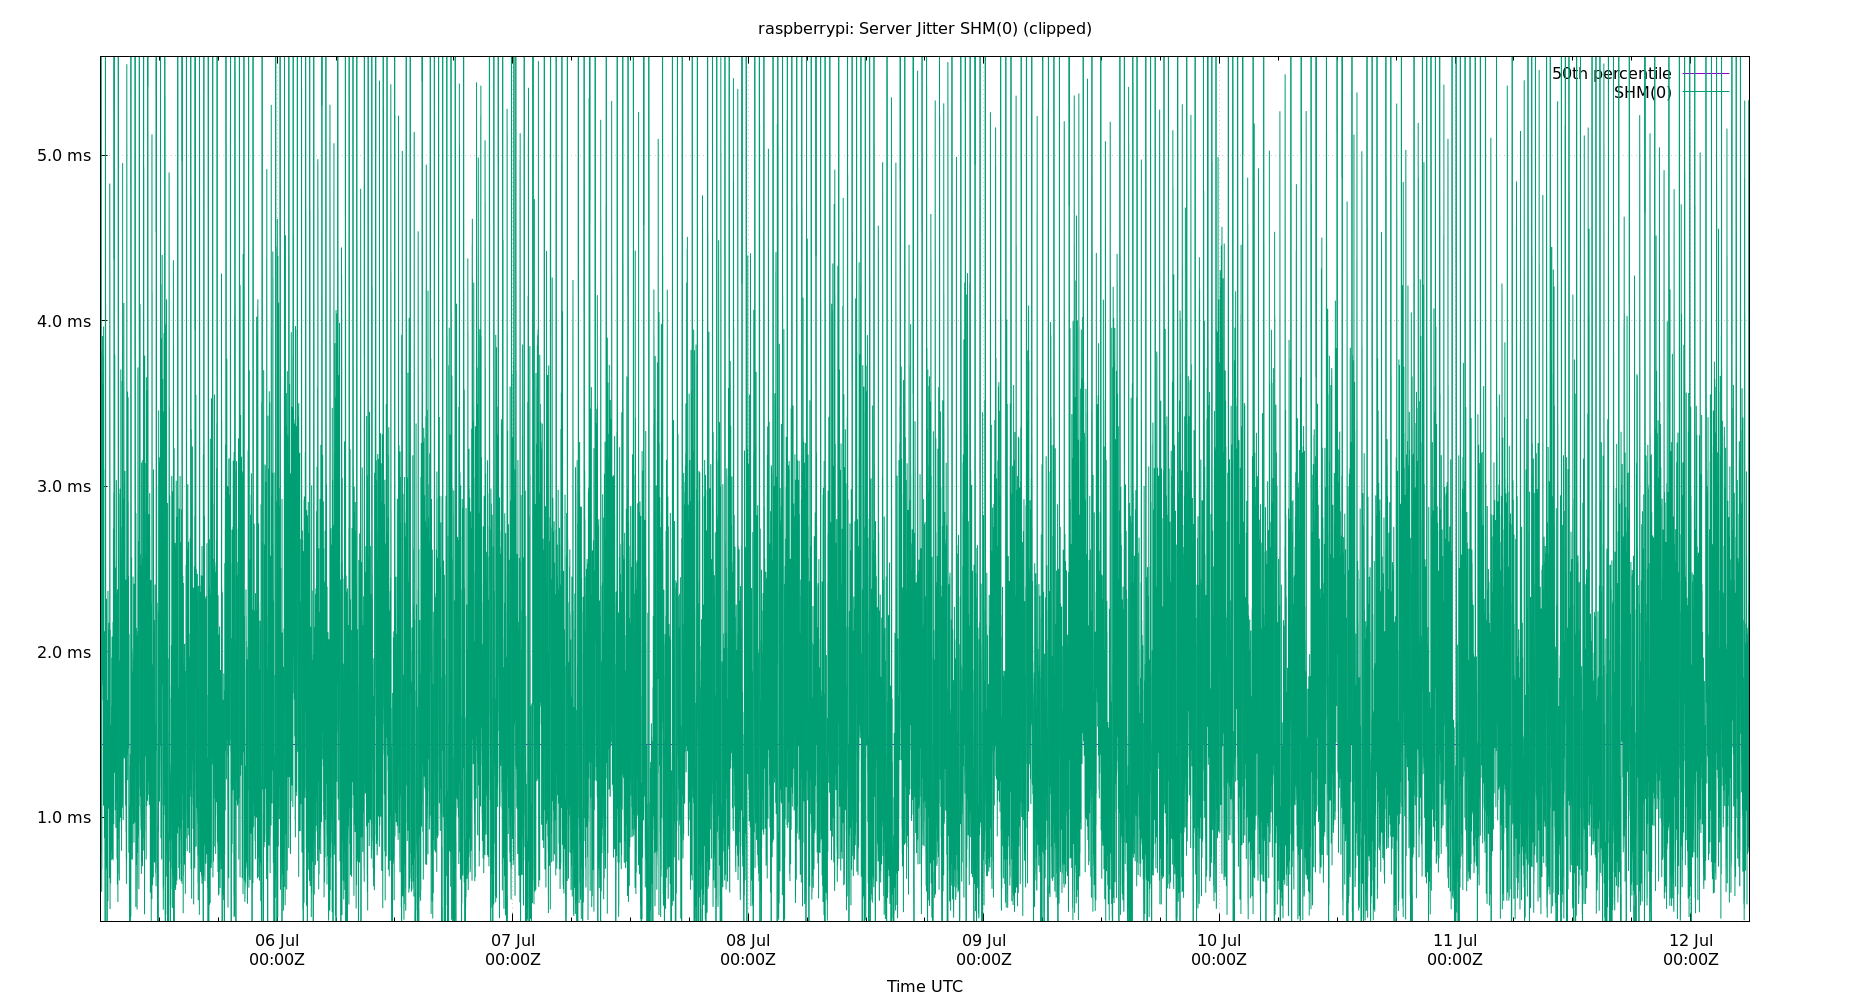 raspberrypi: Server Jitter SHM(0) (clipped)
50th percentile
SHM(0)
5.0 ms
4.0 ms
3.0 ms
2.0 ms
1.0 ms
06 Jul 07 Jul 08 Jul 09 Jul 10 Jul 11 Jul 12 Jul
00:00Z 00:00Z 00:00Z 00:00Z 00:00Z 00:00Z 00:00Z
Time UTC